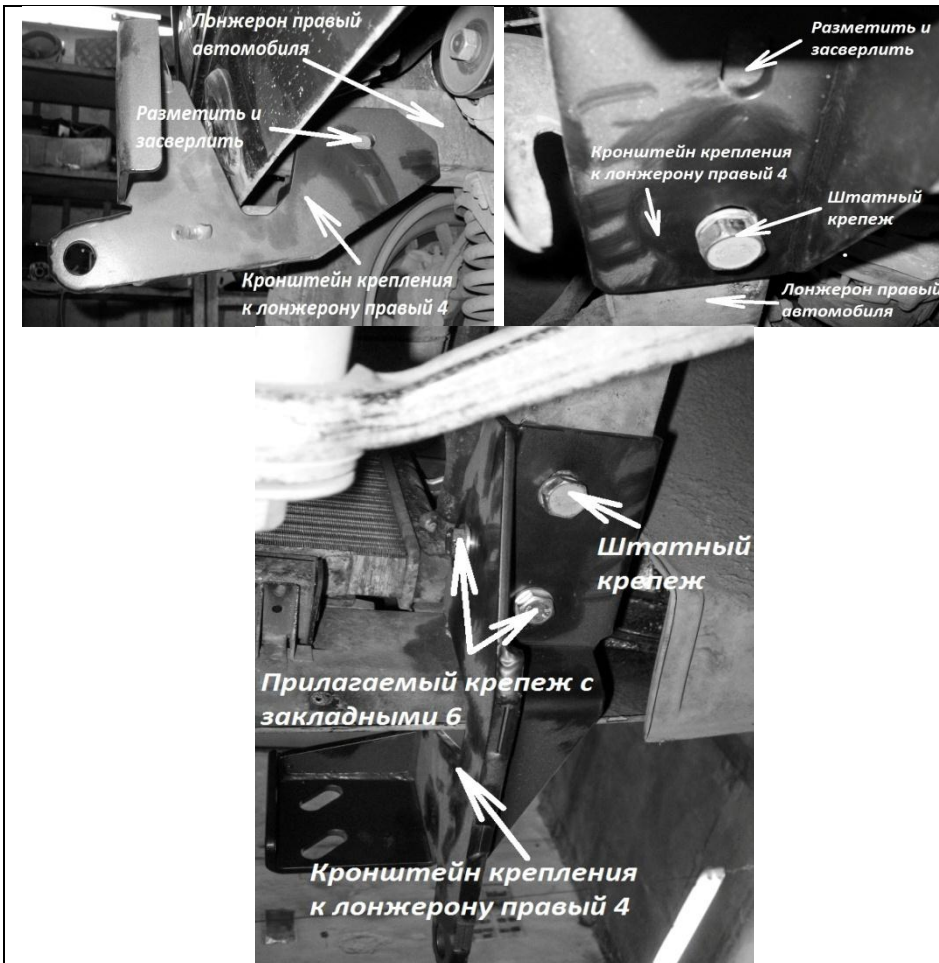 Лонжерон правый
автомобиля
Разметить и
засверлить
Кронштейн крепления
к лонжерону правый 4
Разметить и
засверлить
Кронштейн крепления
к лонжерону правый 4
Штатный
крепеж
Лонжерон правый
автомобиля
Штатный
крепеж
Прилагаемый крепеж с
закладными 6
Кронштейн крепления
к лонжерону правый 4